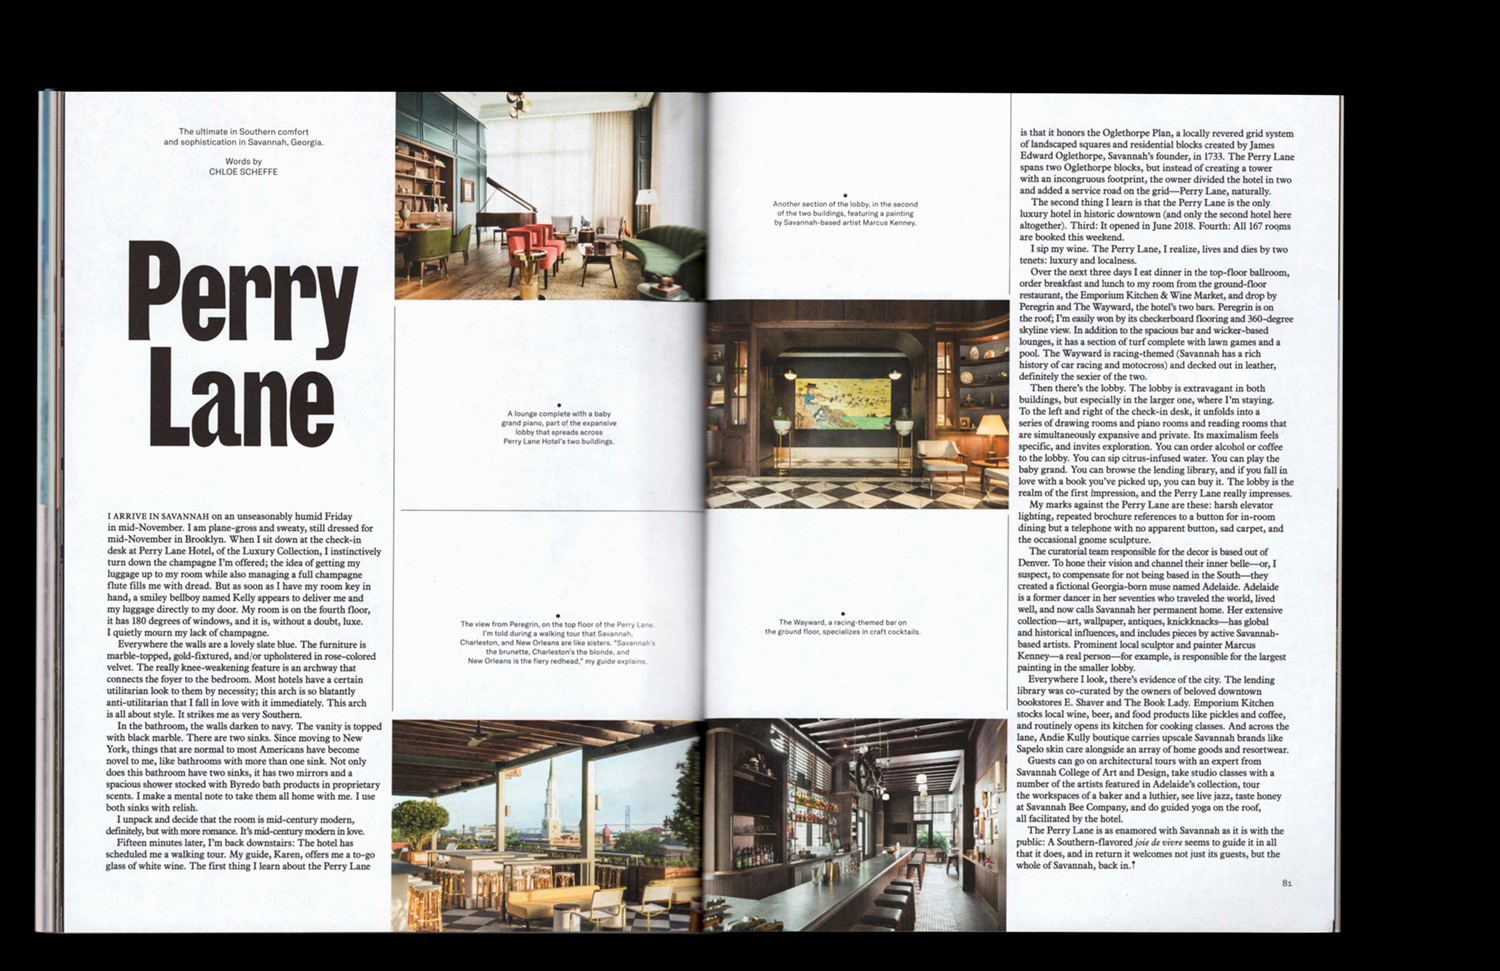 The ultimate in Southern comfort
and sophistication in Savannah, Georgia.
Words by
CHLOE SCHEFFE
Perry
Lane
I ARRIVE IN SAVANNAH on an unseasonably humid Friday
in mid-November. I am plane-gross and sweaty, still dressed for
mid-November in Brooklyn. When I sit down at the check-in
desk at Perry Lane Hotel, of the Luxury Collection, I instinctively
turn down the champagne I'm offered; the idea of getting my
luggage up to my room while also managing a full champagne
flute fills me with dread. But as soon as I have my room key in
hand, a smiley bellboy named Kelly appears to deliver me and
my luggage directly to my door. My room is on the fourth floor,
it has 180 degrees of windows, and it is, without a doubt, luxe.
I quietly mourn my lack of champagne.
Everywhere the walls are a lovely slate blue. The furniture is
marble-topped, gold-fixtured, and/or upholstered in rose-colored
velvet. The really knee-weakening feature is an archway that
connects the foyer to the bedroom. Most hotels have a certain
utilitarian look to them by necessity; this arch is so blatantly
anti-utilitarian that I fall in love with it immediately. This arch
is all about style. It strikes me as very Southern.
In the bathroom, the walls darken to navy. The vanity is topped
with black marble. There are two sinks. Since moving to New
York, things that are normal to most Americans have become
novel to me, like bathrooms with more than one sink. Not only
does this bathroom have two sinks, it has two mirrors and a
spacious shower stocked with Byredo bath products in proprietary
scents. I make a mental note to take them all home with me. I use
both sinks with relish.
I unpack and decide that the room is mid-century modern,
definitely, but with more romance. It's mid-century modern in love.
Fifteen minutes later, I'm back downstairs: The hotel has
scheduled me a walking tour. My guide, Karen, offers me a to-go
glass of white wine. The first thing I learn about the Perry Lane
A lounge complete with a baby
grand piano, part of the expansive
lobby that spreads across
Perry Lane Hotel's two buildings.
The view from Peregrin, on the top floor of the Perry Lane.
I'm told during a walking tour that Savannah,
Charleston, and New Orleans are like sisters. "Savannah's
the brunette, Charleston's the blonde, and
New Orleans is the fiery redhead," my guide explains.
Another section of the lobby, in the second
of the two buildings, featuring a painting
by Savannah-based artist Marcus Kenney.
The Wayward, a racing-themed bar on
the ground floor, specializes in craft cocktails.
is that it honors the Oglethorpe Plan, a locally revered grid system
of landscaped squares and residential blocks created by James
Edward Oglethorpe, Savannah's founder, in 1733. The Perry Lane
spans two Oglethorpe blocks, but instead of creating a tower
with an incongruous footprint, the owner divided the hotel in two
and added a service road on the grid—Perry Lane, naturally.
The second thing I learn is that the Perry Lane is the only
luxury hotel in historic downtown (and only the second hotel here
altogether). Third: It opened in June 2018. Fourth: All 167 rooms
are booked this weekend.
I sip my wine. The Perry Lane, I realize, lives and dies by two
tenets: luxury and localness.
Over the next three days I eat dinner in the top-floor ballroom,
order breakfast and lunch to my room from the ground-floor
restaurant, the Emporium Kitchen & Wine Market, and drop by
Peregrin and The Wayward, the hotel's two bars. Peregrin is on
the roof; I'm easily won by its checkerboard flooring and 360-degree
skyline view. In addition to the spacious bar and wicker-based
lounges, it has a section of turf complete with lawn games and a
pool. The Wayward is racing-themed (Savannah has a rich
history of car racing and motocross) and decked out in leather,
definitely the sexier of the two.
Then there's the lobby. The lobby is extravagant in both
buildings, but especially in the larger one, where I'm staying.
To the left and right of the check-in desk, it unfolds into a
series of drawing rooms and piano rooms and reading rooms that
are simultaneously expansive and private. Its maximalism feels
specific, and invites exploration. You can order alcohol or coffee
to the lobby. You can sip citrus-infused water. You can play the
baby grand. You can browse the lending library, and if you fall in
love with a book you've picked up, you can buy it. The lobby is the
realm of the first impression, and the Perry Lane really impresses.
My marks against the Perry Lane are these: harsh elevator
lighting, repeated brochure references to a button for in-room
dining but a telephone with no apparent button, sad carpet, and
the occasional gnome sculpture.
The curatorial team responsible for the decor is based out of
Denver. To hone their vision and channel their inner belle—or, I
suspect, to compensate for not being based in the South—they
created a fictional Georgia-born muse named Adelaide. Adelaide
is a former dancer in her seventies who traveled the world, lived
well, and now calls Savannah her permanent home. Her extensive
collection—art, wallpaper, antiques, knickknacks—has global
and historical influences, and includes pieces by active Savannah-
based artists. Prominent local sculptor and painter Marcus
Kenney—a real person—for example, is responsible for the largest
painting in the smaller lobby.
Everywhere I look, there's evidence of the city. The lending
library was co-curated by the owners of beloved downtown
bookstores E. Shaver and The Book Lady. Emporium Kitchen
stocks local wine, beer, and food products like pickles and coffee,
and routinely opens its kitchen for cooking classes. And across the
lane, Andie Kully boutique carries upscale Savannah brands like
Sapelo skin care alongside an array of home goods and resortwear.
Guests can go on architectural tours with an expert from
Savannah College of Art and Design, take studio classes with a
number of the artists featured in Adelaide's collection, tour
the workspaces of a baker and a luthier, see live jazz, taste honey
at Savannah Bee Company, and do guided yoga on the roof,
all facilitated by the hotel.
The Perry Lane is as enamored with Savannah as it is with the
public: A Southern-flavored joie de vivre seems to guide it in all
that it does, and in return it welcomes not just its guests, but the
whole of Savannah, back in.
81